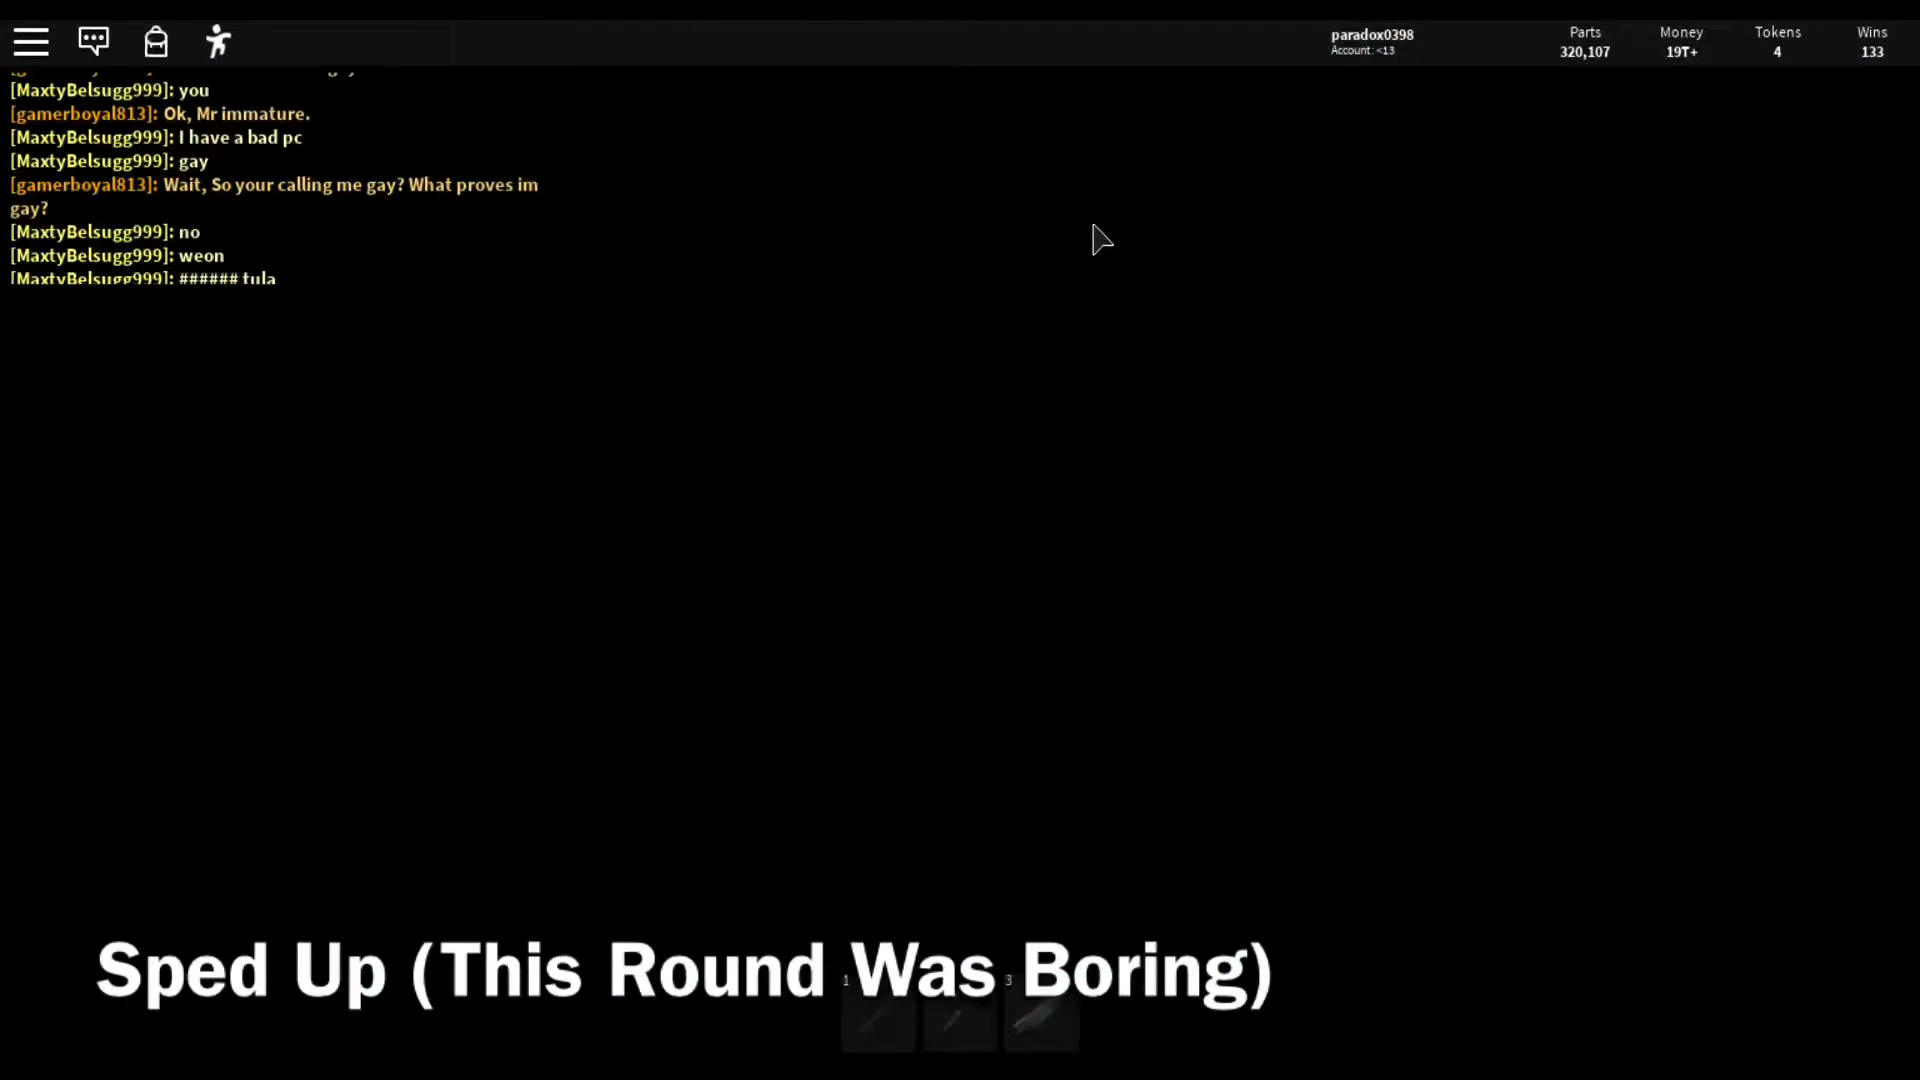 paradox0398 Parts Money Tokens Wins
Account: <13 320,107 19T+ 4 133
[MaxtyBelsugg999]: you
[gamerboyal813]: Ok, Mr immature.
[MaxtyBelsugg999]: I have a bad pc
[MaxtyBelsugg999]: gay
[gamerboyal813]: Wait, So your calling me gay? What proves im
gay?
[MaxtyBelsugg999]: no
[MaxtyBelsugg999]: weon
[MaxtyBelsugg999]: ###### tula
Sped Up (This Round Was Boring)
1 3